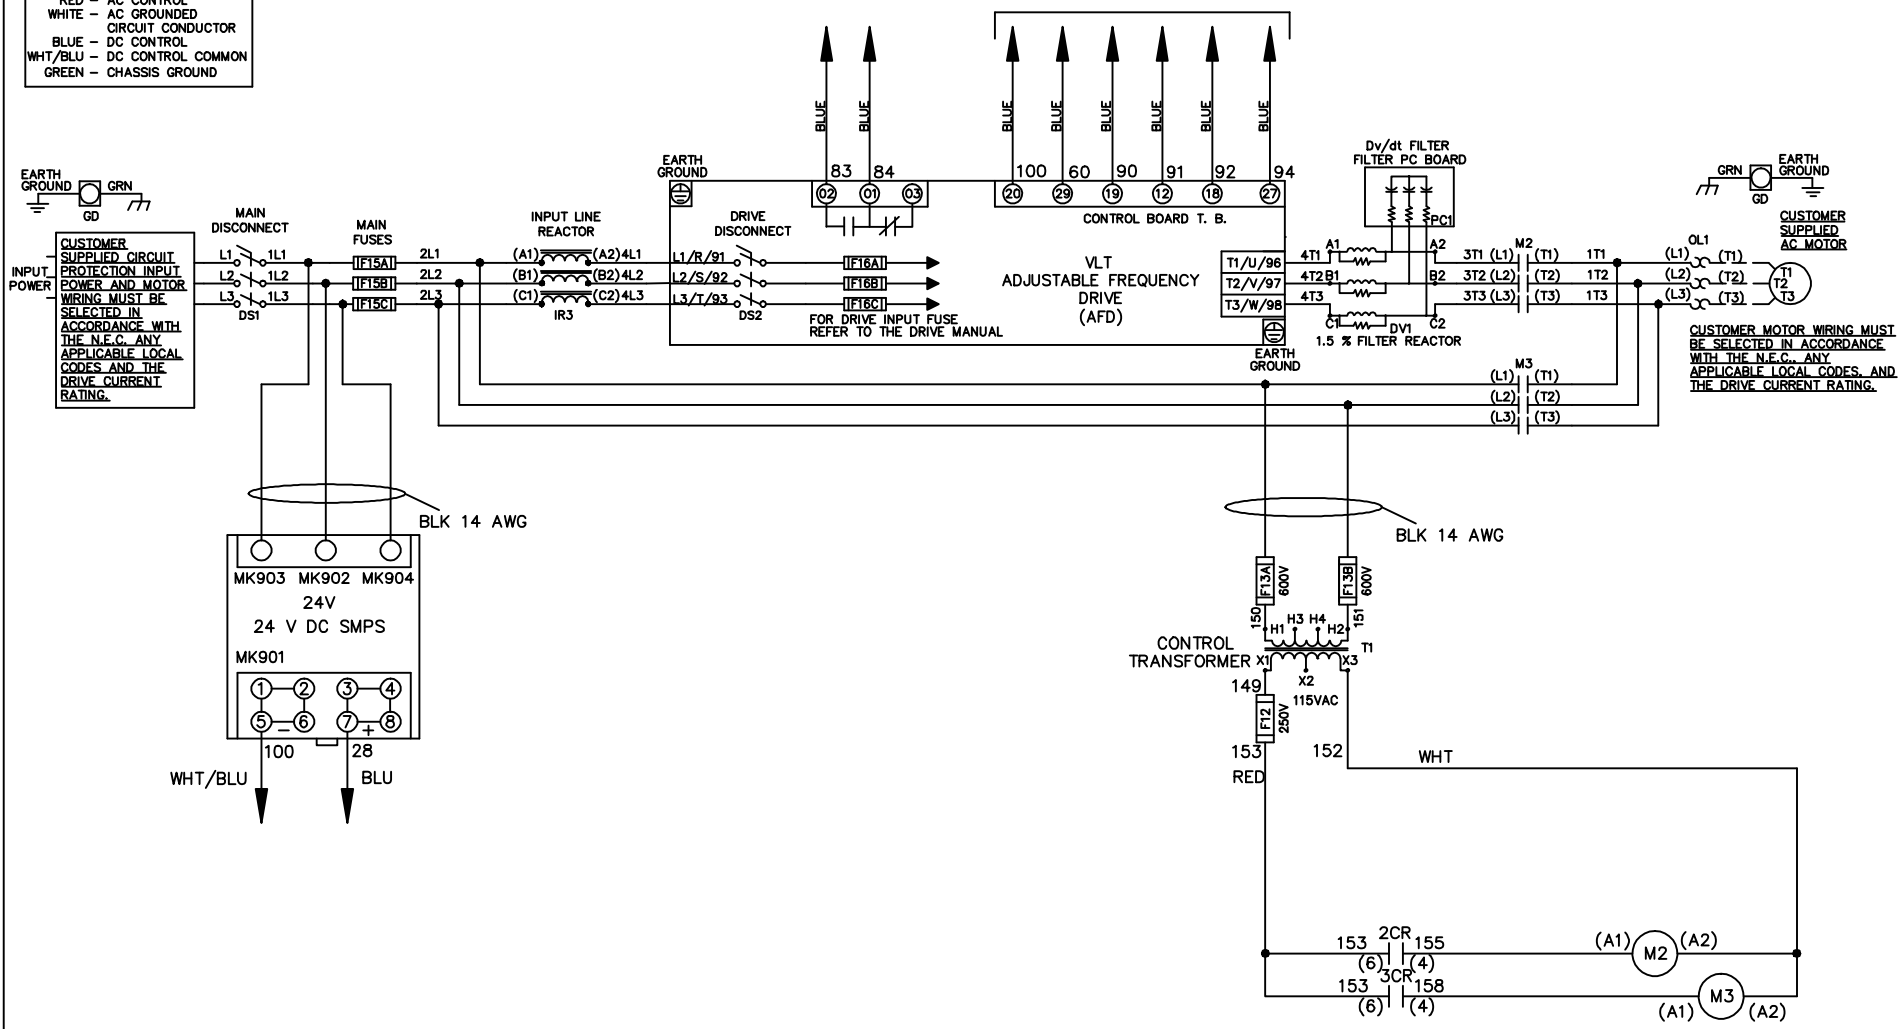 RED – AC CONTROL
WHITE – AC GROUNDED
CIRCUIT CONDUCTOR
BLUE – DC CONTROL
WHT/BLU – DC CONTROL COMMON
GREEN – CHASSIS GROUND
BLUE
BLUE
BLUE
BLUE
BLUE
BLUE
BLUE
BLUE
EARTH
GROUND
GRN
GD
INPUT
POWER
CUSTOMER
SUPPLIED CIRCUIT
PROTECTION INPUT
POWER AND MOTOR
WIRING MUST BE
SELECTED IN
ACCORDANCE WITH
THE N.E.C. ANY
APPLICABLE LOCAL
CODES AND THE
DRIVE CURRENT
RATING.
MAIN
DISCONNECT
L1 1L1
L2 1L2
L3 1L3
DS1
MAIN
FUSES
F15A
F15B
F15C
2L1
2L2
2L3
INPUT LINE
REACTOR
(A1) (A2) 4L1
(B1) (B2) 4L2
(C1) (C2) 4L3
IR3
EARTH
GROUND
L1/R/91
L2/S/92
L3/T/93
DRIVE
DISCONNECT
DS2
83 84
02 01 03
F16A
F16B
F16C
FOR DRIVE INPUT FUSE
REFER TO THE DRIVE MANUAL
100 60 90 91 92 94
20 29 19 12 18 27
CONTROL BOARD T. B.
VLT
ADJUSTABLE FREQUENCY
DRIVE
(AFD)
T1/U/96
T2/V/97
T3/W/98
EARTH
GROUND
4T1
4T2
4T3
Dv/dt FILTER
FILTER PC BOARD
PC1
A1 A2
B1 B2
C1 C2
DV1
1.5 % FILTER REACTOR
M2
3T1 (L1) (T1) 1T1
3T2 (L2) (T2) 1T2
3T3 (L3) (T3) 1T3
OL1
(L1) (T1)
(L2) (T2)
(L3) (T3)
T1
T2
T3
GRN
EARTH
GROUND
GD
CUSTOMER
SUPPLIED
AC MOTOR
CUSTOMER MOTOR WIRING MUST
BE SELECTED IN ACCORDANCE
WITH THE N.E.C., ANY
APPLICABLE LOCAL CODES, AND
THE DRIVE CURRENT RATING.
M3
(L1) (T1)
(L2) (T2)
(L3) (T3)
BLK 14 AWG
MK903 MK902 MK904
24V
24 V DC SMPS
MK901
1 2 3 4
5 6 7 8
– +
100 28
WHT/BLU BLU
BLK 14 AWG
F13A
600V
F13B
600V
150
151
H1 H3 H4 H2
T1
CONTROL
TRANSFORMER
X1 X3
X2
149
115VAC
F12
250V
153 152
RED
WHT
2CR
153 155
(6) (4)
(A1) M2 (A2)
3CR
153 158
(6) (4)
(A1) M3 (A2)